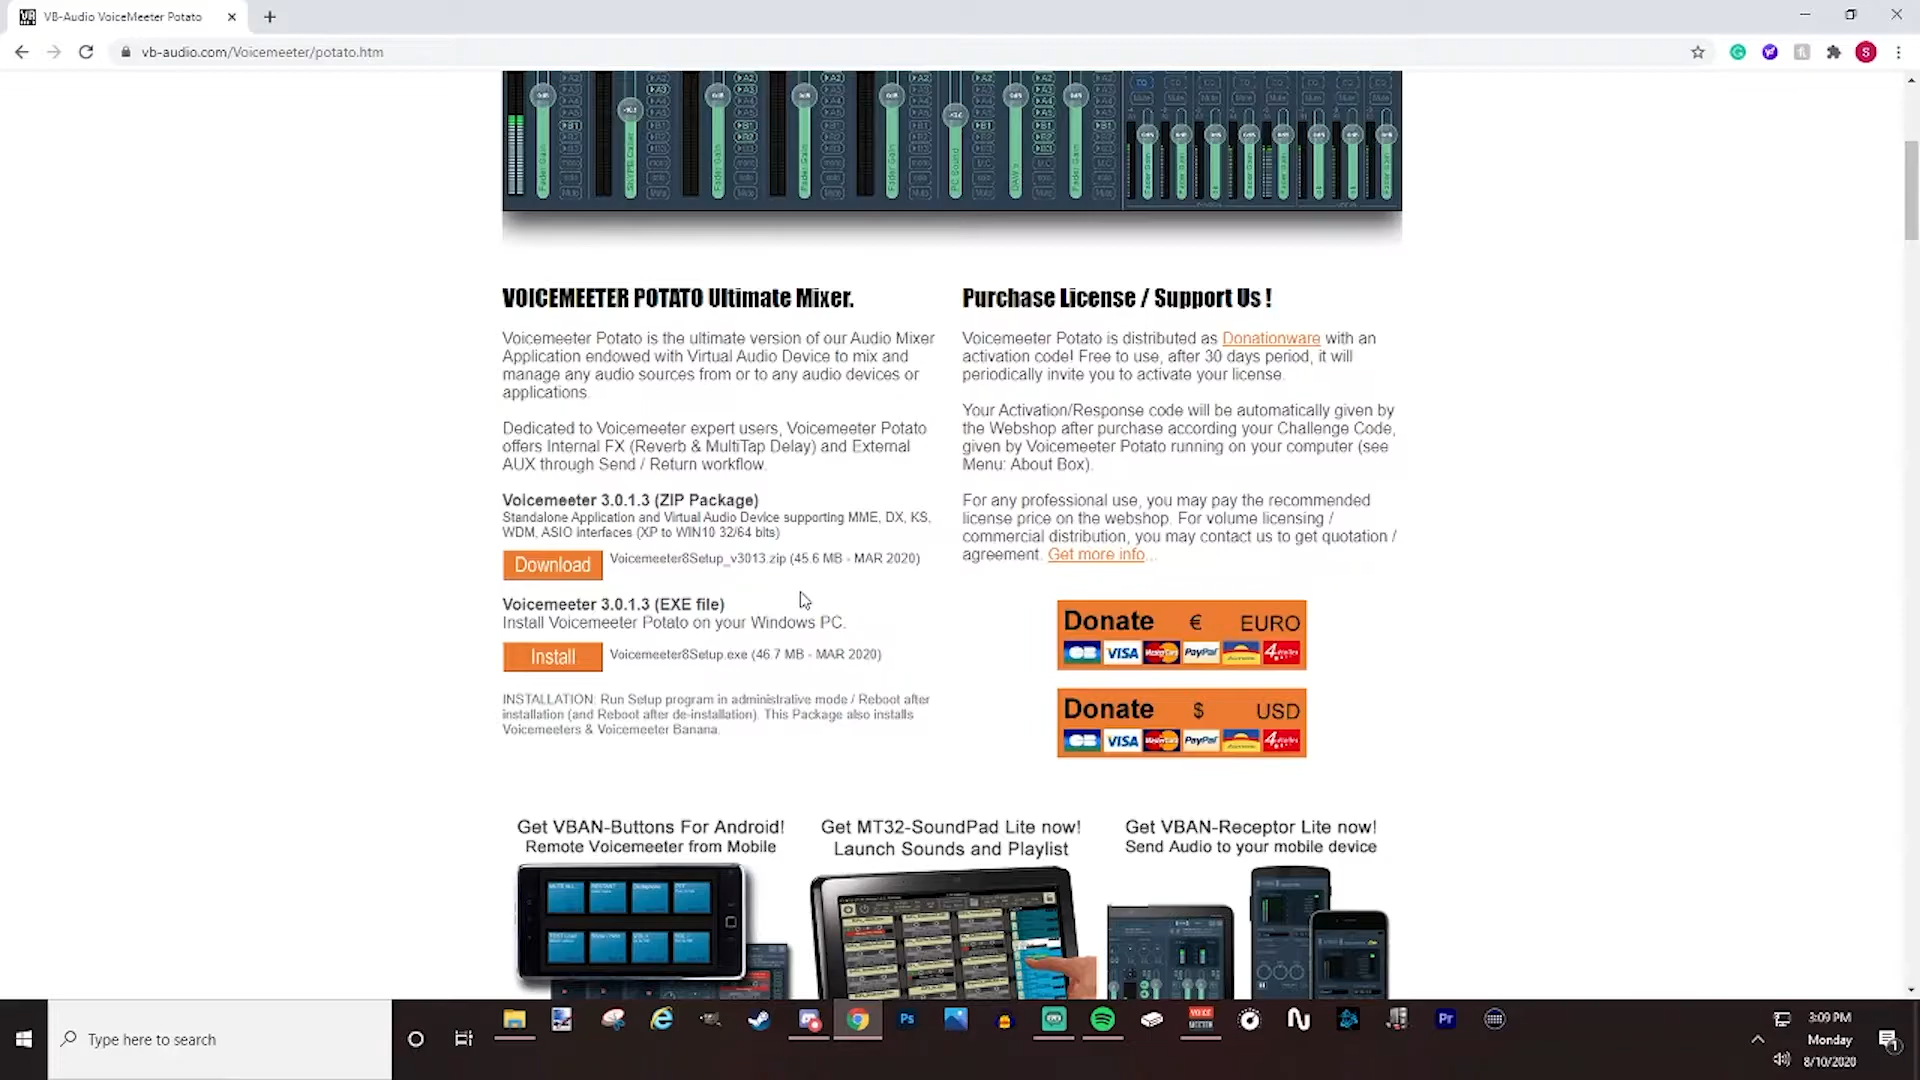 VB-Audio VoiceMeeter Potato
vb-audio.com/Voicemeeter/potato.htm
S
VOICEMEETER POTATO Ultimate Mixer.
Voicemeeter Potato is the ultimate version of our Audio Mixer
Application endowed with Virtual Audio Device to mix and
manage any audio sources from or to any audio devices or
applications.
Dedicated to Voicemeeter expert users, Voicemeeter Potato
offers Internal FX (Reverb & MultiTap Delay) and External
AUX through Send / Return workflow.
Voicemeeter 3.0.1.3 (ZIP Package)
Standalone Application and Virtual Audio Device supporting MME, DX, KS,
WDM, ASIO interfaces (XP to WIN10 32/64 bits)
Download
Voicemeeter8Setup_v3013.zip (45.6 MB - MAR 2020)
Voicemeeter 3.0.1.3 (EXE file)
Install Voicemeeter Potato on your Windows PC.
Install
Voicemeeter8Setup.exe (46.7 MB - MAR 2020)
INSTALLATION: Run Setup program in administrative mode / Reboot after
installation (and Reboot after de-installation). This Package also installs
Voicemeeters & Voicemeeter Banana.
Purchase License / Support Us !
Voicemeeter Potato is distributed as Donationware with an
activation code! Free to use, after 30 days period, it will
periodically invite you to activate your license.
Your Activation/Response code will be automatically given by
the Webshop after purchase according your Challenge Code,
given by Voicemeeter Potato running on your computer (see
Menu: About Box).
For any professional use, you may pay the recommended
license price on the webshop. For volume licensing /
commercial distribution, you may contact us to get quotation /
agreement. Get more info...
Donate € EURO
CB VISA MasterCard PayPal
Donate $ USD
CB VISA MasterCard PayPal
Get VBAN-Buttons For Android!
Remote Voicemeeter from Mobile
Get MT32-SoundPad Lite now!
Launch Sounds and Playlist
Get VBAN-Receptor Lite now!
Send Audio to your mobile device
Type here to search
Ps
VOICE
MEETER
Pr
3:09 PM
Monday
8/10/2020
1